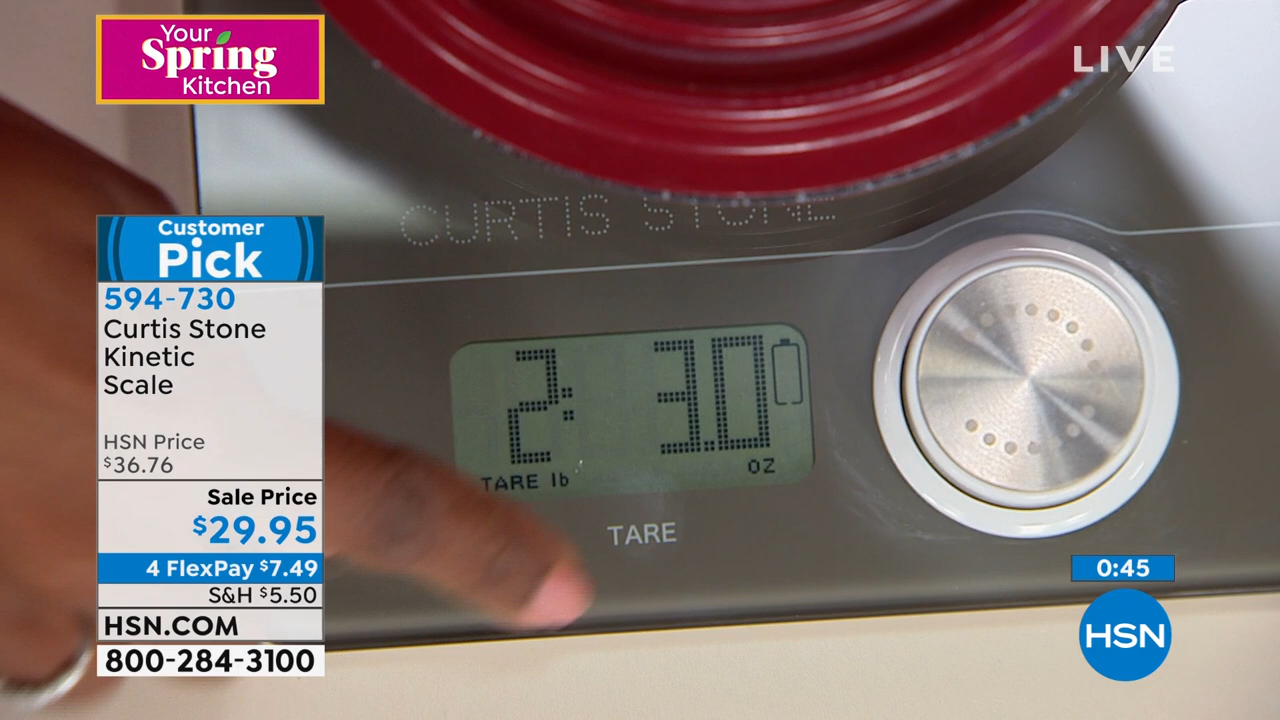 Your
Spring
Kitchen
LIVE
Customer
Pick
594-730
Curtis Stone
Kinetic
Scale
HSN Price
$36.76
Sale Price
$29.95
4 FlexPay $7.49
S&H $5.50
HSN.COM
800-284-3100
CURTIS STONE
2: 3.0
TARE lb OZ
TARE
0:45
HSN